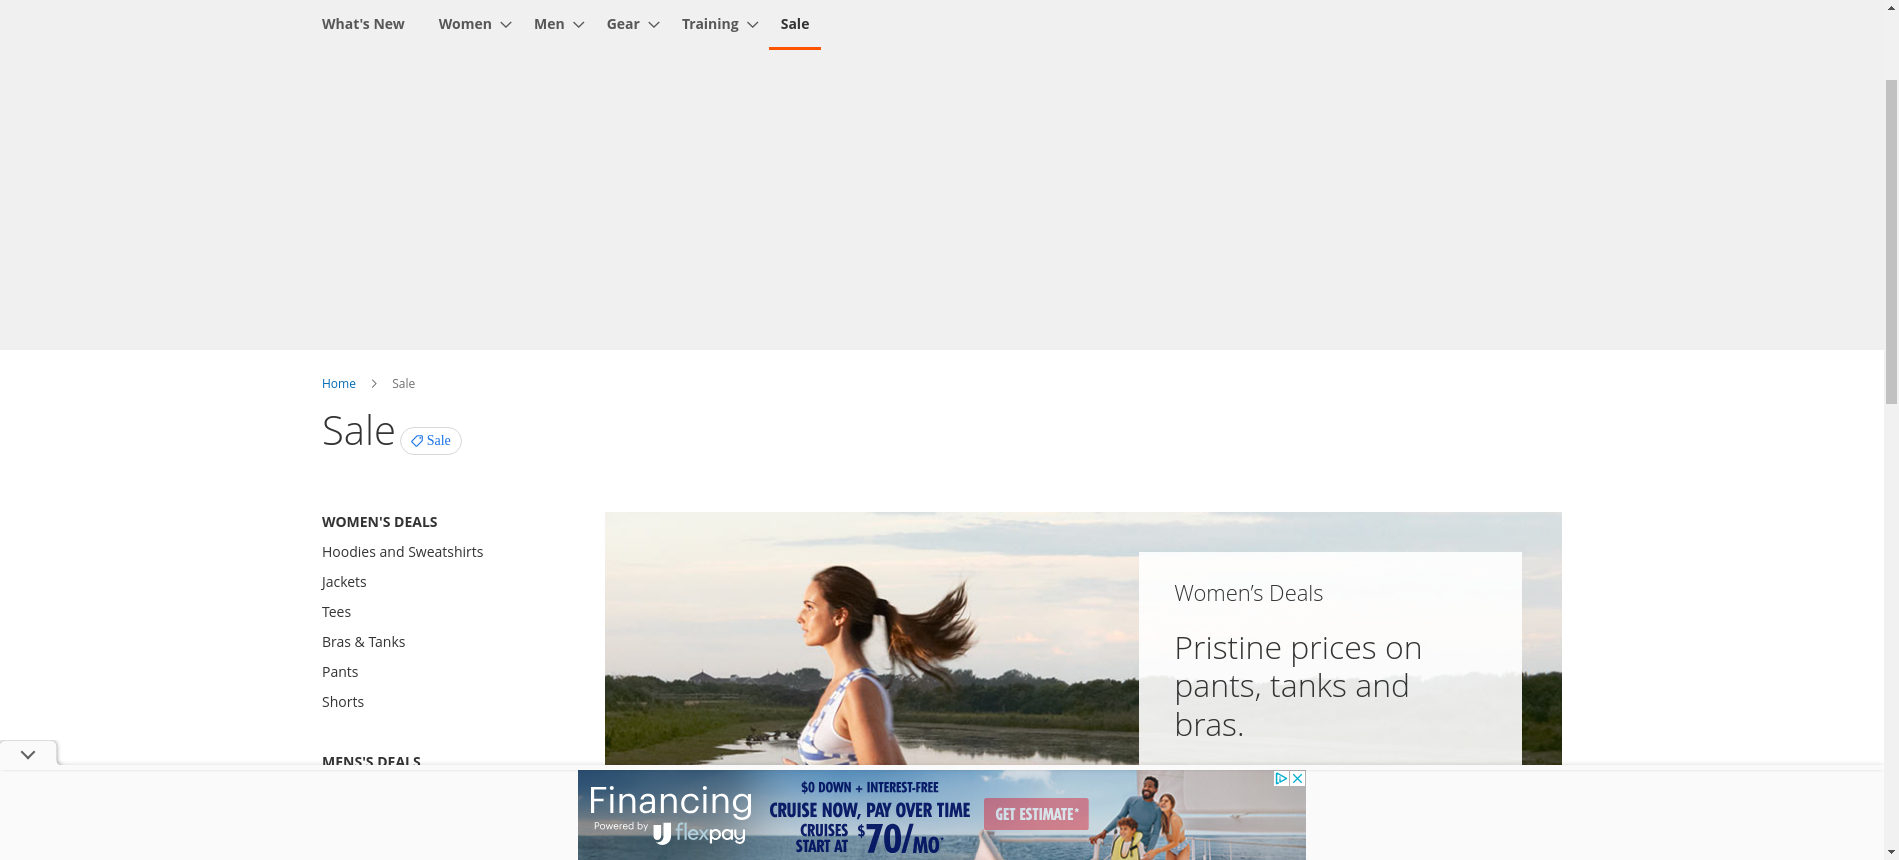 What's New Women Men Gear Training Sale
Home Sale
Sale Sale
WOMEN'S DEALS
Hoodies and Sweatshirts
Jackets
Tees
Bras & Tanks
Pants
Shorts
MENS'S DEALS
Women’s Deals
Pristine prices on
pants, tanks and
bras.
Financing
Powered by flexpay
$0 DOWN + INTEREST-FREE
CRUISE NOW, PAY OVER TIME
CRUISES
START AT $70/MO*
GET ESTIMATE*